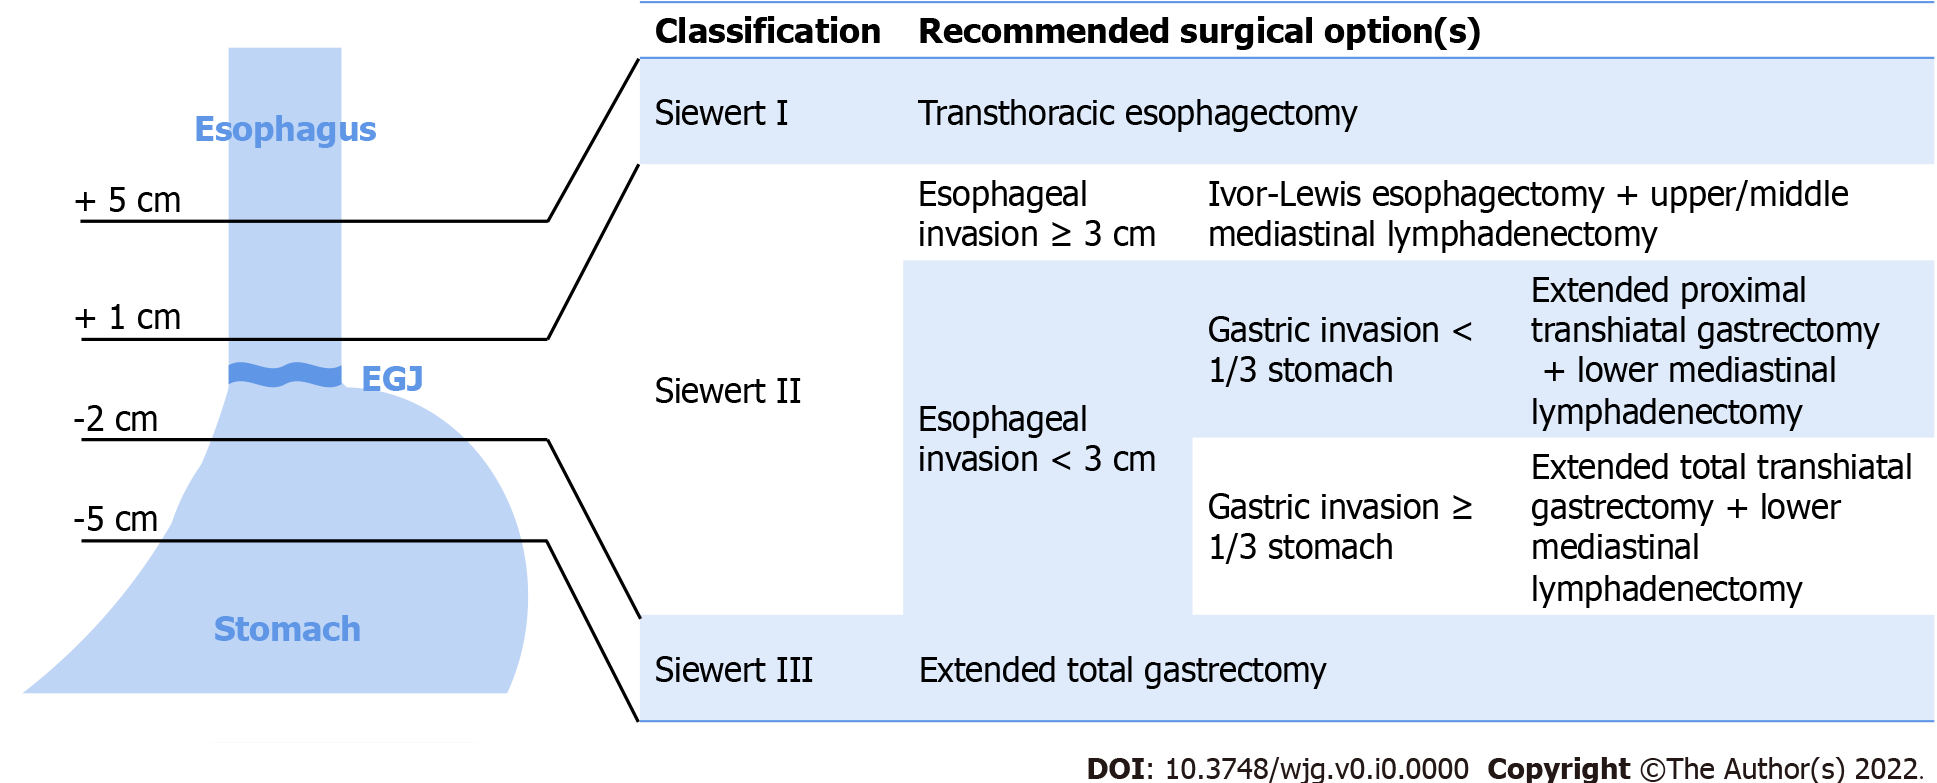 Classification Recommended surgical option(s)
Esophagus
+ 5 cm
+ 1 cm
EGJ
-2 cm
-5 cm
Stomach
Siewert I
Transthoracic esophagectomy
Siewert II
Esophageal
invasion ≥ 3 cm
Ivor-Lewis esophagectomy + upper/middle
mediastinal lymphadenectomy
Esophageal
invasion < 3 cm
Gastric invasion <
1/3 stomach
Extended proximal
transhiatal gastrectomy
+ lower mediastinal
lymphadenectomy
Gastric invasion ≥
1/3 stomach
Extended total transhiatal
gastrectomy + lower
mediastinal
lymphadenectomy
Siewert III
Extended total gastrectomy
DOI: 10.3748/wjg.v0.i0.0000 Copyright ©The Author(s) 2022.